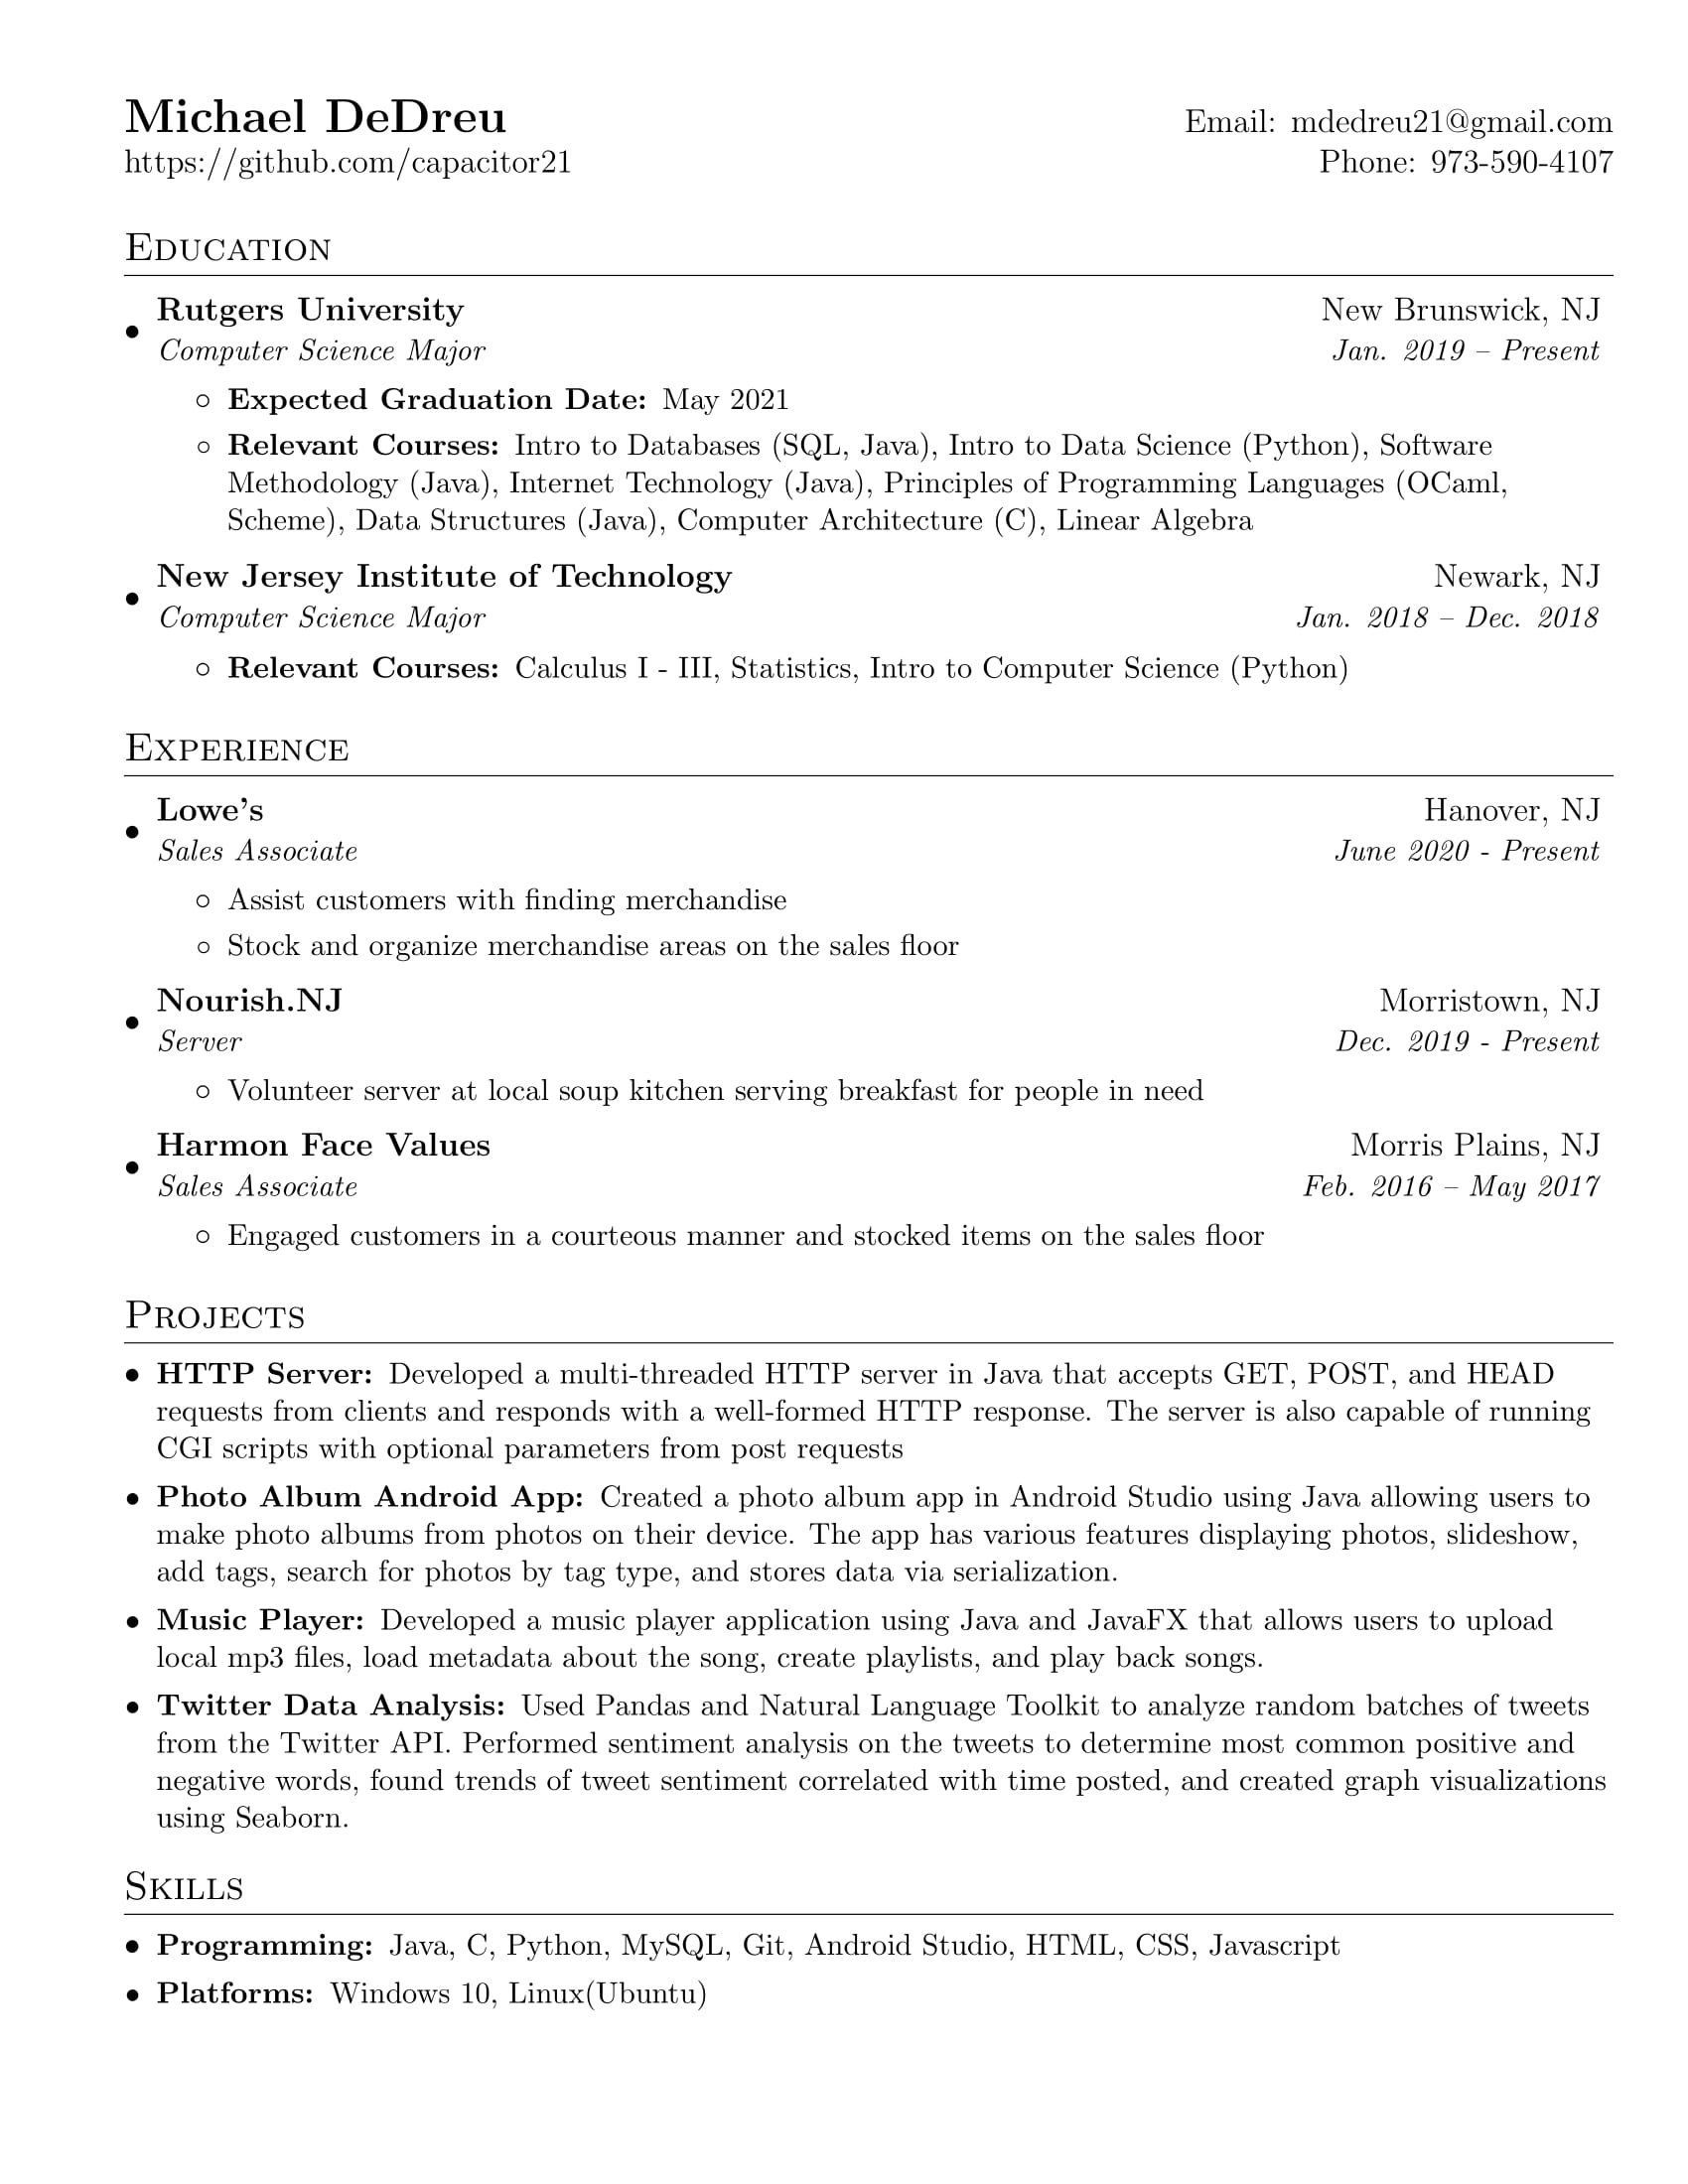 Michael DeDreu
Email: mdedreu21@gmail.com
https://github.com/capacitor21
Phone: 973-590-4107
Education
• Rutgers University
New Brunswick, NJ
Computer Science Major
Jan. 2019 – Present
◦ Expected Graduation Date: May 2021
◦ Relevant Courses: Intro to Databases (SQL, Java), Intro to Data Science (Python), Software
Methodology (Java), Internet Technology (Java), Principles of Programming Languages (OCaml,
Scheme), Data Structures (Java), Computer Architecture (C), Linear Algebra
• New Jersey Institute of Technology
Newark, NJ
Computer Science Major
Jan. 2018 – Dec. 2018
◦ Relevant Courses: Calculus I - III, Statistics, Intro to Computer Science (Python)
Experience
• Lowe's
Hanover, NJ
Sales Associate
June 2020 - Present
◦ Assist customers with finding merchandise
◦ Stock and organize merchandise areas on the sales floor
• Nourish.NJ
Morristown, NJ
Server
Dec. 2019 - Present
◦ Volunteer server at local soup kitchen serving breakfast for people in need
• Harmon Face Values
Morris Plains, NJ
Sales Associate
Feb. 2016 – May 2017
◦ Engaged customers in a courteous manner and stocked items on the sales floor
Projects
• HTTP Server: Developed a multi-threaded HTTP server in Java that accepts GET, POST, and HEAD
requests from clients and responds with a well-formed HTTP response. The server is also capable of running
CGI scripts with optional parameters from post requests
• Photo Album Android App: Created a photo album app in Android Studio using Java allowing users to
make photo albums from photos on their device. The app has various features displaying photos, slideshow,
add tags, search for photos by tag type, and stores data via serialization.
• Music Player: Developed a music player application using Java and JavaFX that allows users to upload
local mp3 files, load metadata about the song, create playlists, and play back songs.
• Twitter Data Analysis: Used Pandas and Natural Language Toolkit to analyze random batches of tweets
from the Twitter API. Performed sentiment analysis on the tweets to determine most common positive and
negative words, found trends of tweet sentiment correlated with time posted, and created graph visualizations
using Seaborn.
Skills
• Programming: Java, C, Python, MySQL, Git, Android Studio, HTML, CSS, Javascript
• Platforms: Windows 10, Linux(Ubuntu)